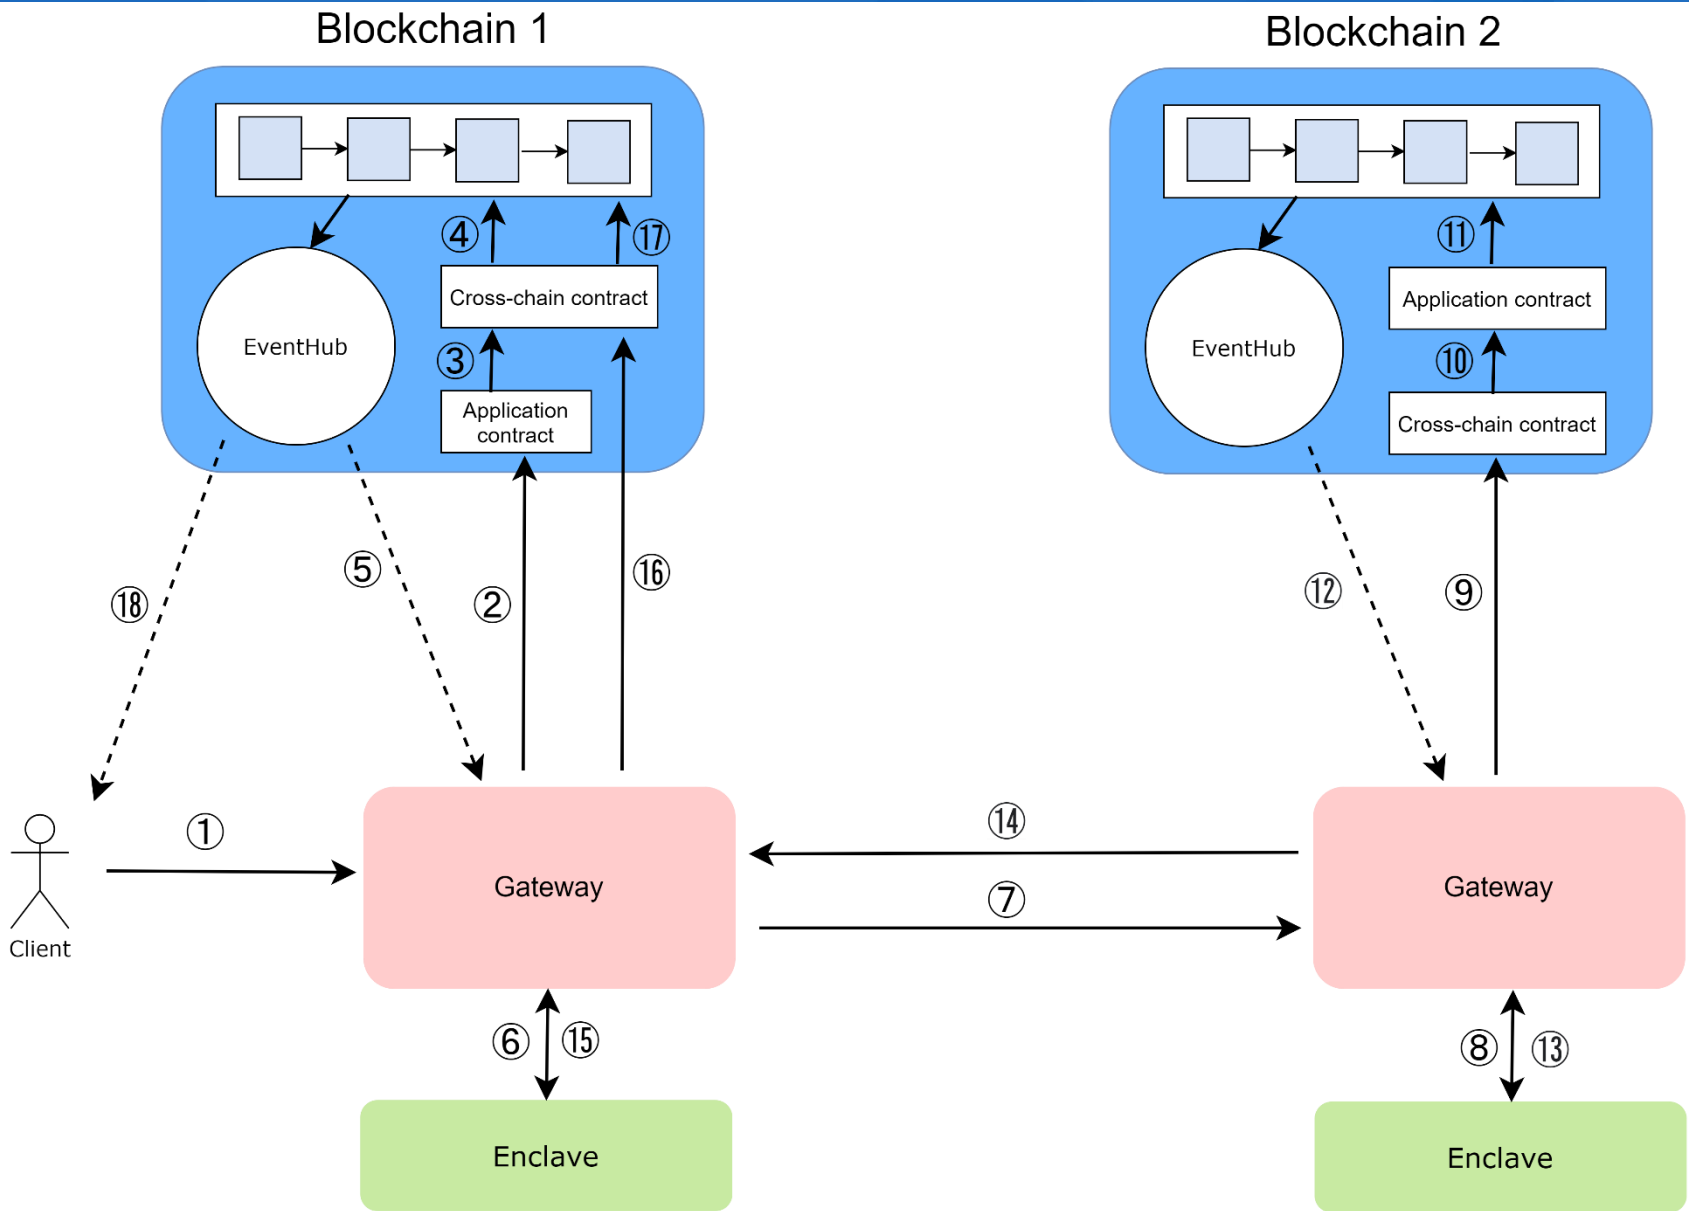 Blockchain 1
Blockchain 2
④
⑰
⑪
Cross-chain contract
Application contract
EventHub
EventHub
③
⑩
Application
contract
Cross-chain contract
⑱
⑤
②
⑯
⑫
⑨
①
⑭
Gateway
⑦
Gateway
Client
⑥
⑮
⑧
⑬
Enclave
Enclave